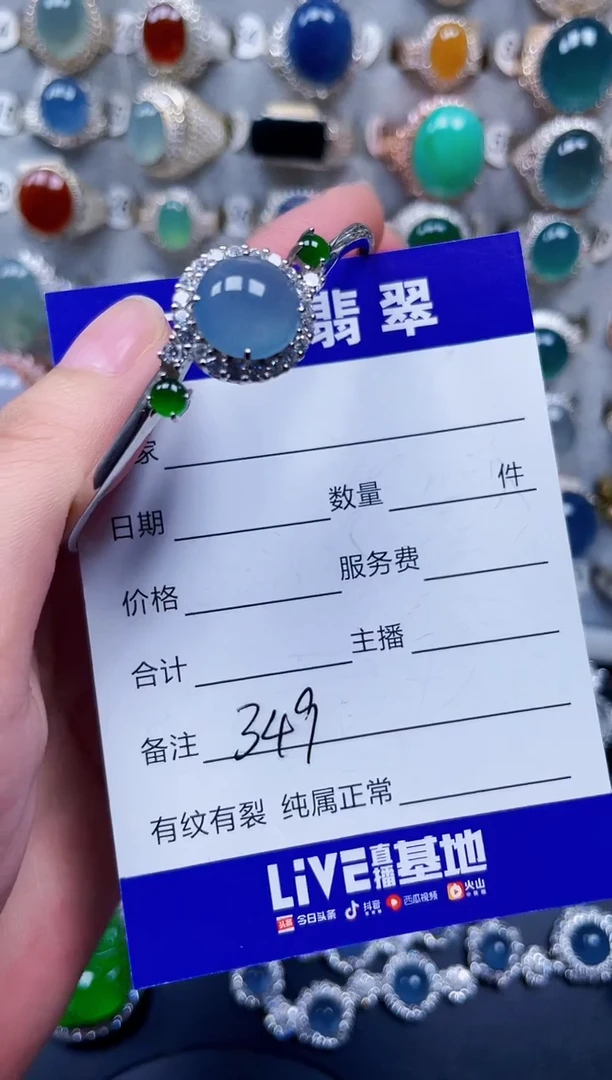 翡翠
家
日期 数量 件
价格 服务费
合计 主播
备注 349
有纹有裂 纯属正常
LiVE直播基地
头条 今日头条 抖音 西瓜视频 火山